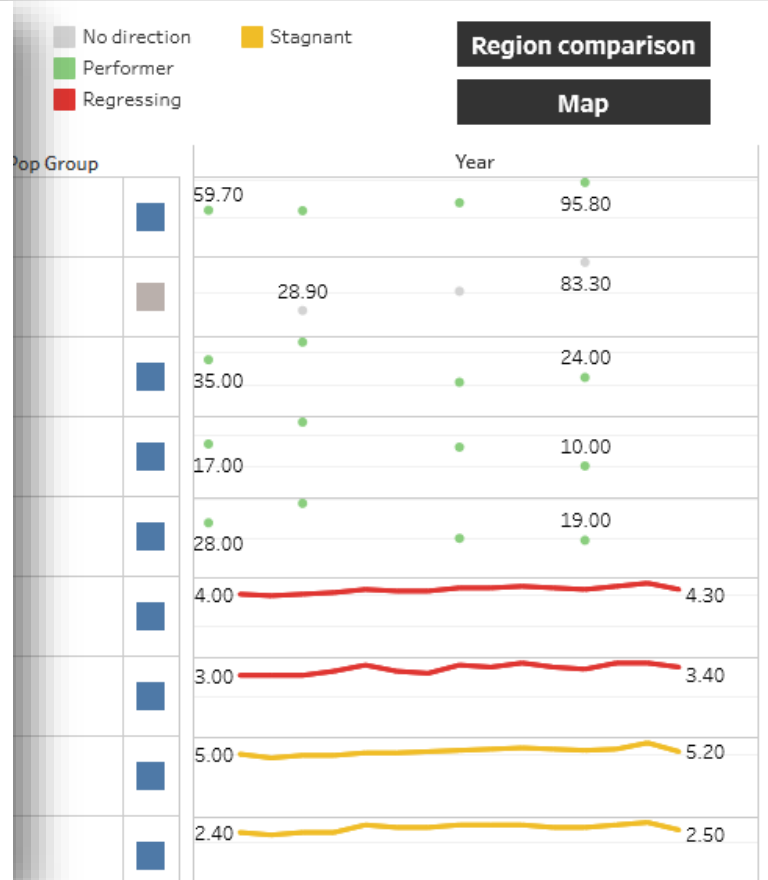 No direction
Stagnant
Performer
Regressing
Region comparison
Map
Pop Group
Year
59.70
95.80
28.90
83.30
35.00
24.00
17.00
10.00
28.00
19.00
4.00
4.30
3.00
3.40
5.00
5.20
2.40
2.50